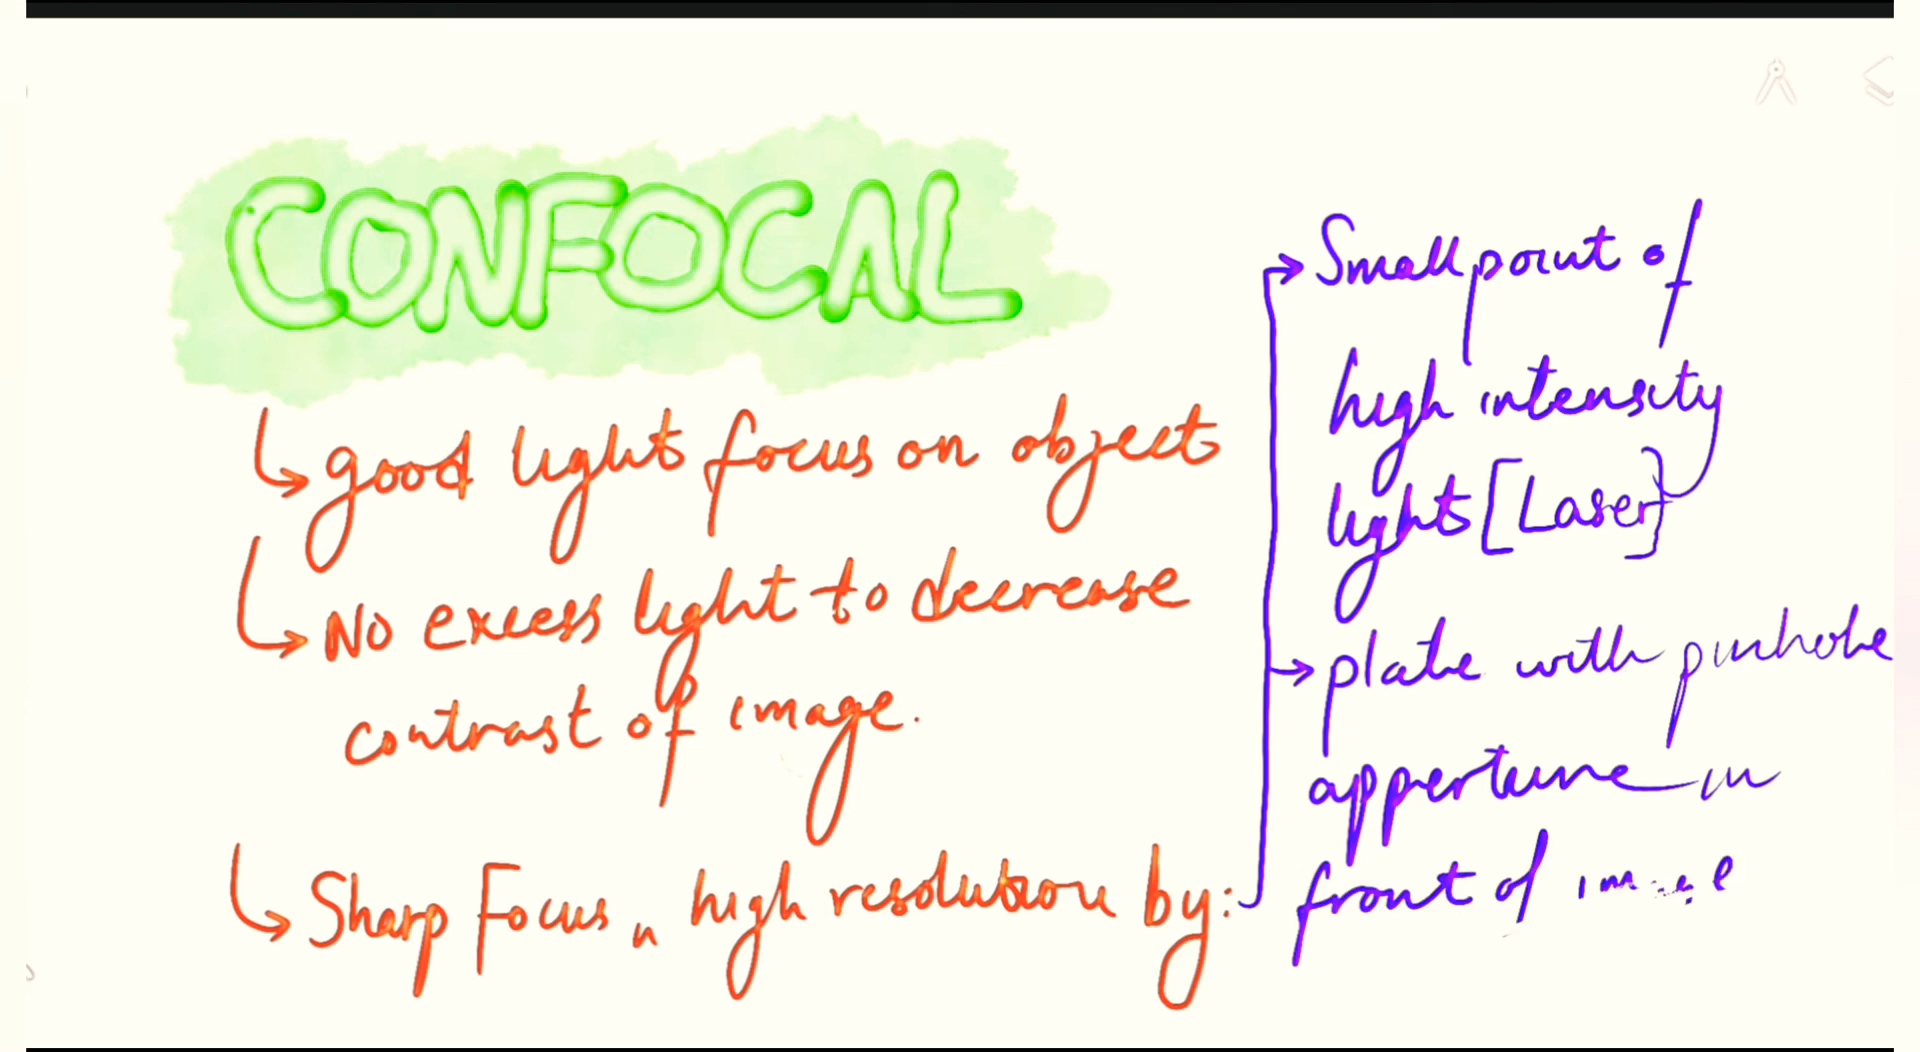 CONFOCAL
good light focus on object
No excess light to decrease
contrast of image.
Sharp Focus n high resolution by:
Small point of
high intensity
light [Laser]
plate with pinhole
apperture in
front of image